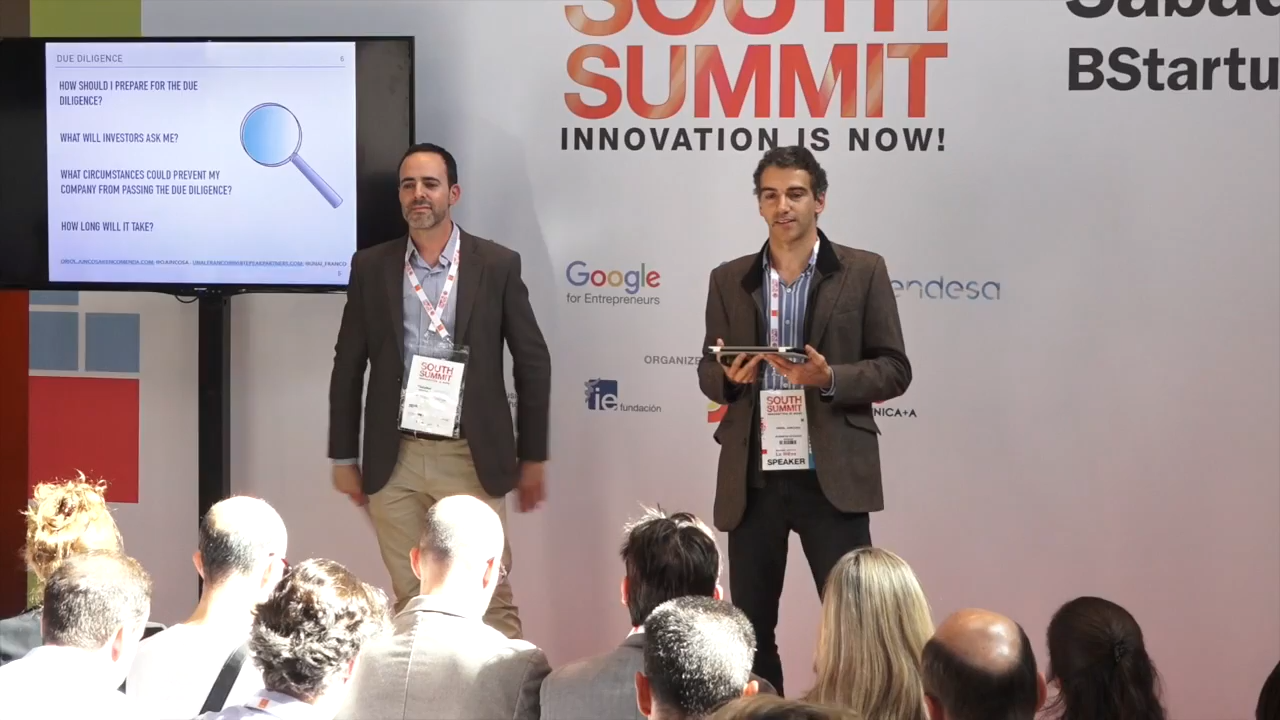 DUE DILIGENCE
6
HOW SHOULD I PREPARE FOR THE DUE
DILIGENCE?
WHAT WILL INVESTORS ASK ME?
WHAT CIRCUMSTANCES COULD PREVENT MY
COMPANY FROM PASSING THE DUE DILIGENCE?
HOW LONG WILL IT TAKE?
SOUTH
SUMMIT
INNOVATION IS NOW!
BStartu
Google
for Entrepreneurs
endesa
ORGANIZE
ie fundación
NICA+A
SOUTH
SUMMIT
SOUTH
SUMMIT
SPEAKER